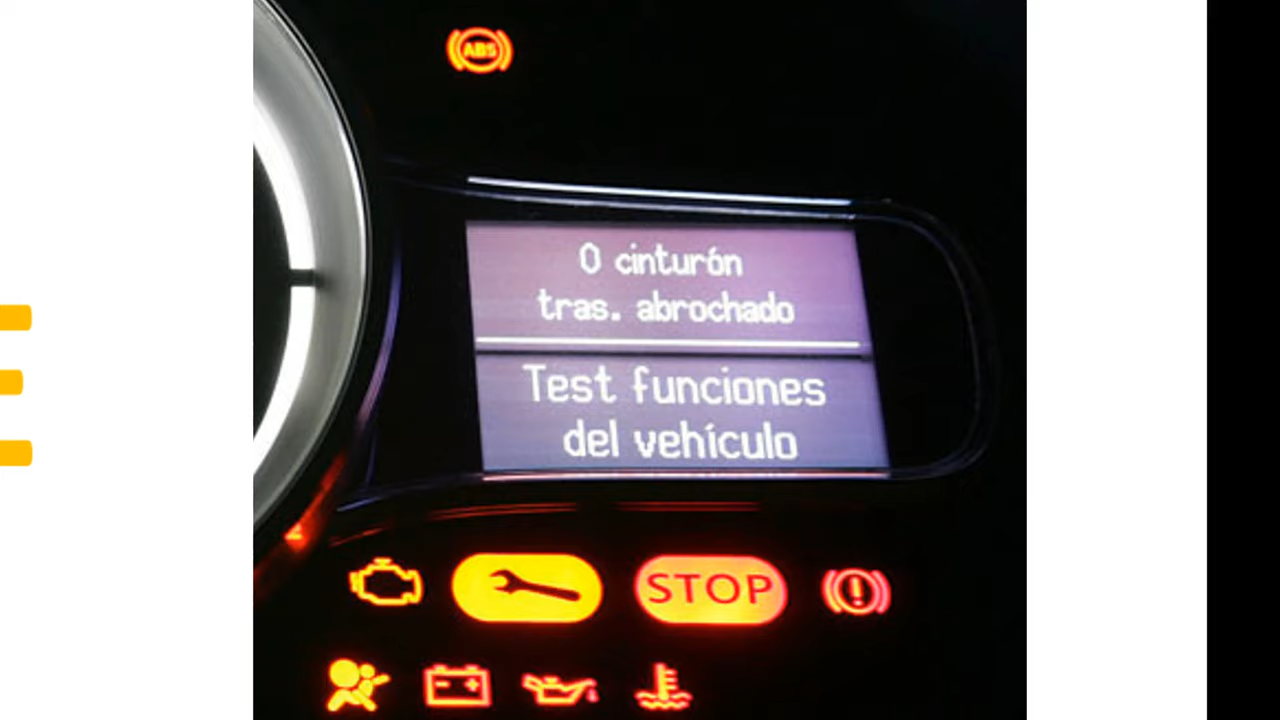 ABS
0 cinturón
tras. abrochado
Test funciones
del vehículo
STOP